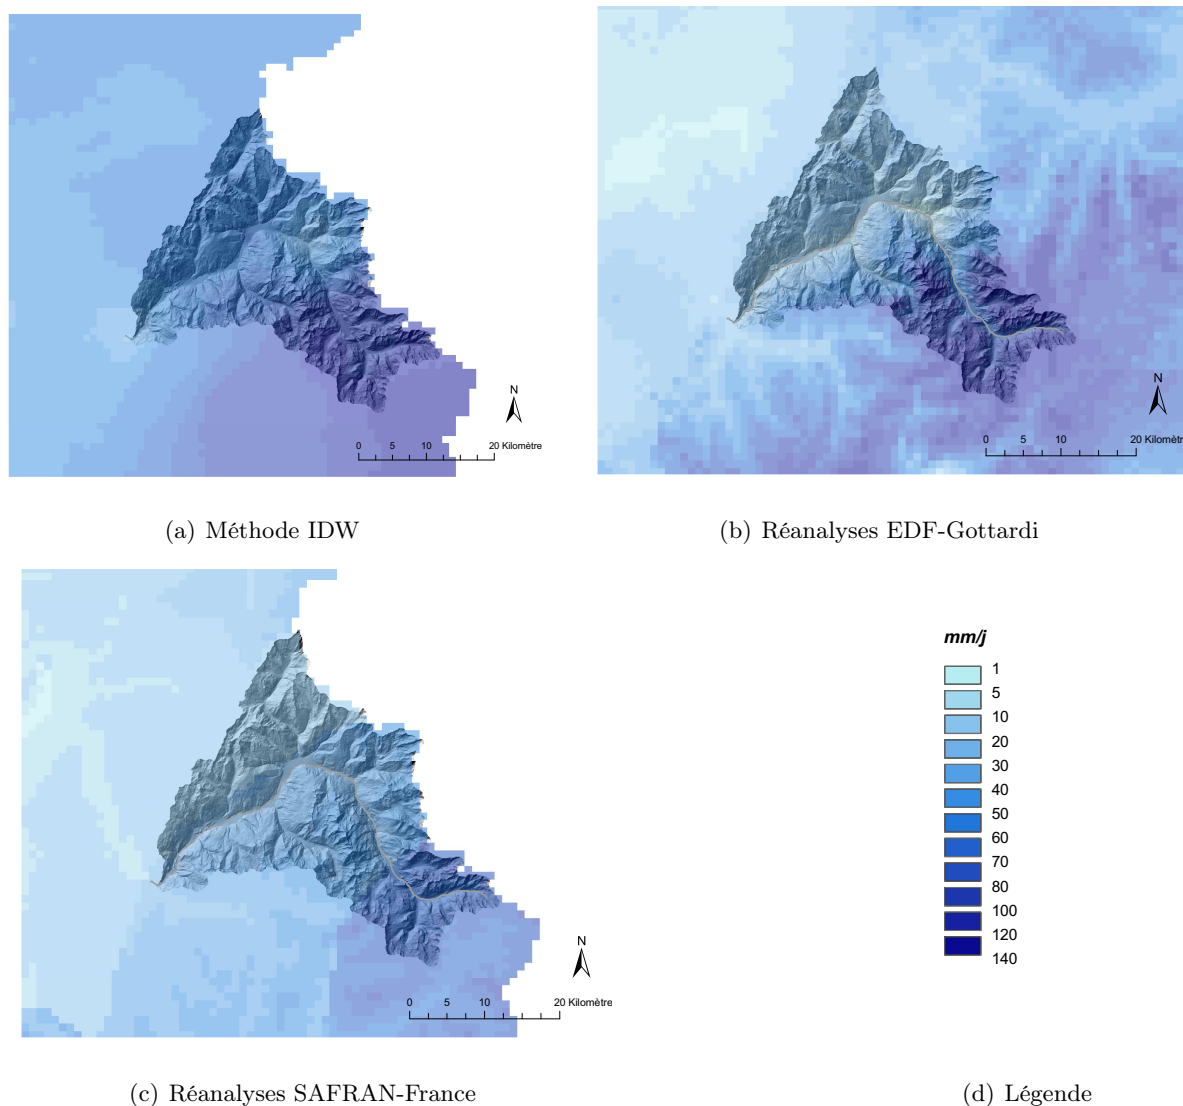 N
0 5 10 20 Kilomètre
N
0 5 10 20 Kilomètr
(a) Méthode IDW
(b) Réanalyses EDF-Gottardi
N
0 5 10 20 Kilomètre
mm/j
1
5
10
20
30
40
50
60
70
80
100
120
140
(c) Réanalyses SAFRAN-France
(d) Légende